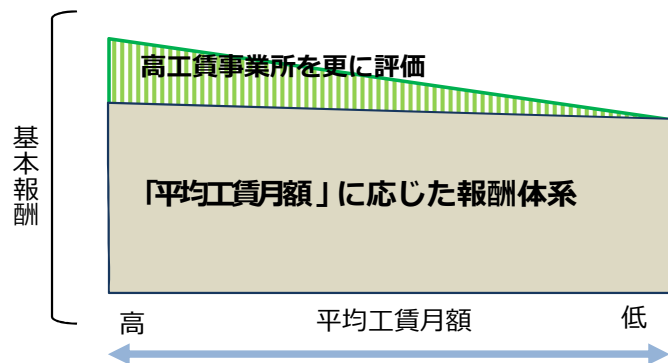 高工賃事業所を更に評価
基本報酬
「平均工賃月額」に応じた報酬体系
高
平均工賃月額
低